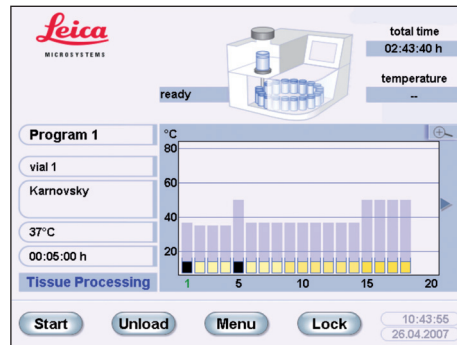 Leica
MICROSYSTEMS
total time
02:43:40 h
temperature
--
ready
Program 1
vial 1
Karnovsky
37°C
00:05:00 h
Tissue Processing
°C
80
60
40
20
1 5 10 15 20
Start Unload Menu Lock
10:43:55
26.04.2007